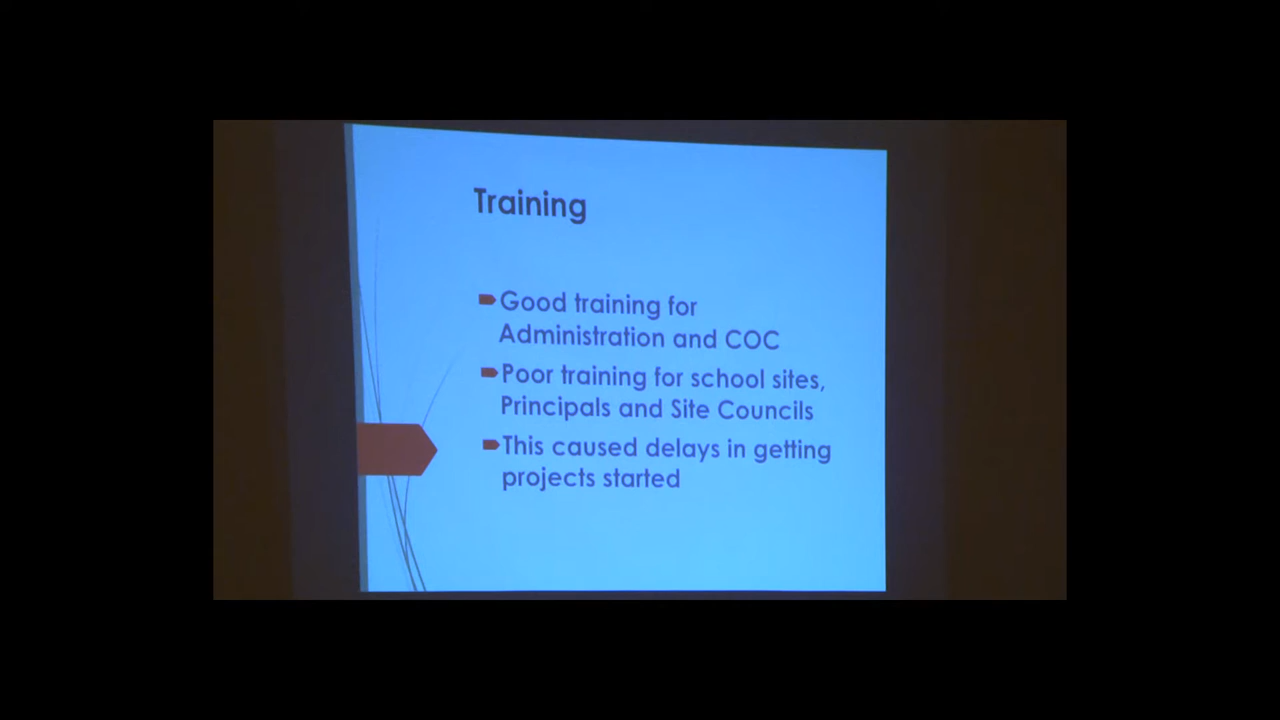 Training
Good training for
Administration and COC
Poor training for school sites,
Principals and Site Councils
This caused delays in getting
projects started